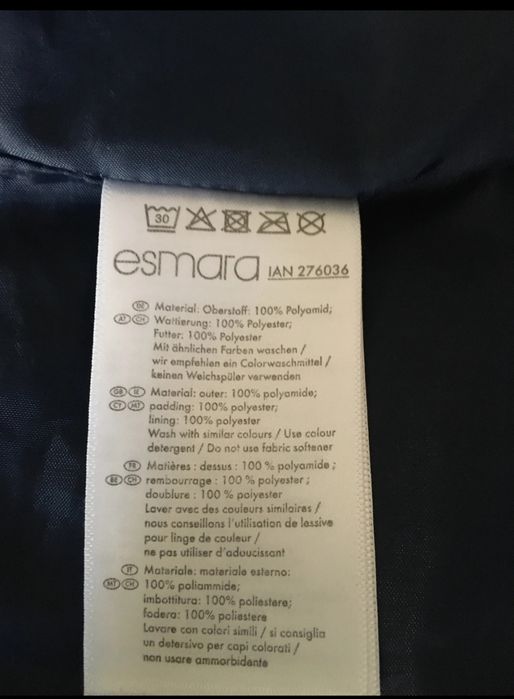 30
esmara IAN 276036
DE Material: Oberstoff: 100% Polyamid;
AT CH Wattierung: 100% Polyester;
Futter: 100% Polyester
Mit ähnlichen Farben waschen /
wir empfehlen ein Colorwaschmittel /
keinen Weichspüler verwenden
GB IE Material: outer: 100% polyamide;
CY MT padding: 100% polyester;
lining: 100% polyester
Wash with similar colours / Use colour
detergent / Do not use fabric softener
FR Matières : dessus : 100 % polyamide ;
BE CH rembourrage : 100 % polyester ;
doublure : 100 % polyester
Laver avec des couleurs similaires /
nous conseillons l'utilisation de lessive
pour linge de couleur /
ne pas utiliser d'adoucissant
IT Materiale: materiale esterno:
MT CH 100% poliammide;
imbottitura: 100% poliestere;
fodera: 100% poliestere
Lavare con colori simili / si consiglia
un detersivo per capi colorati /
non usare ammorbidente